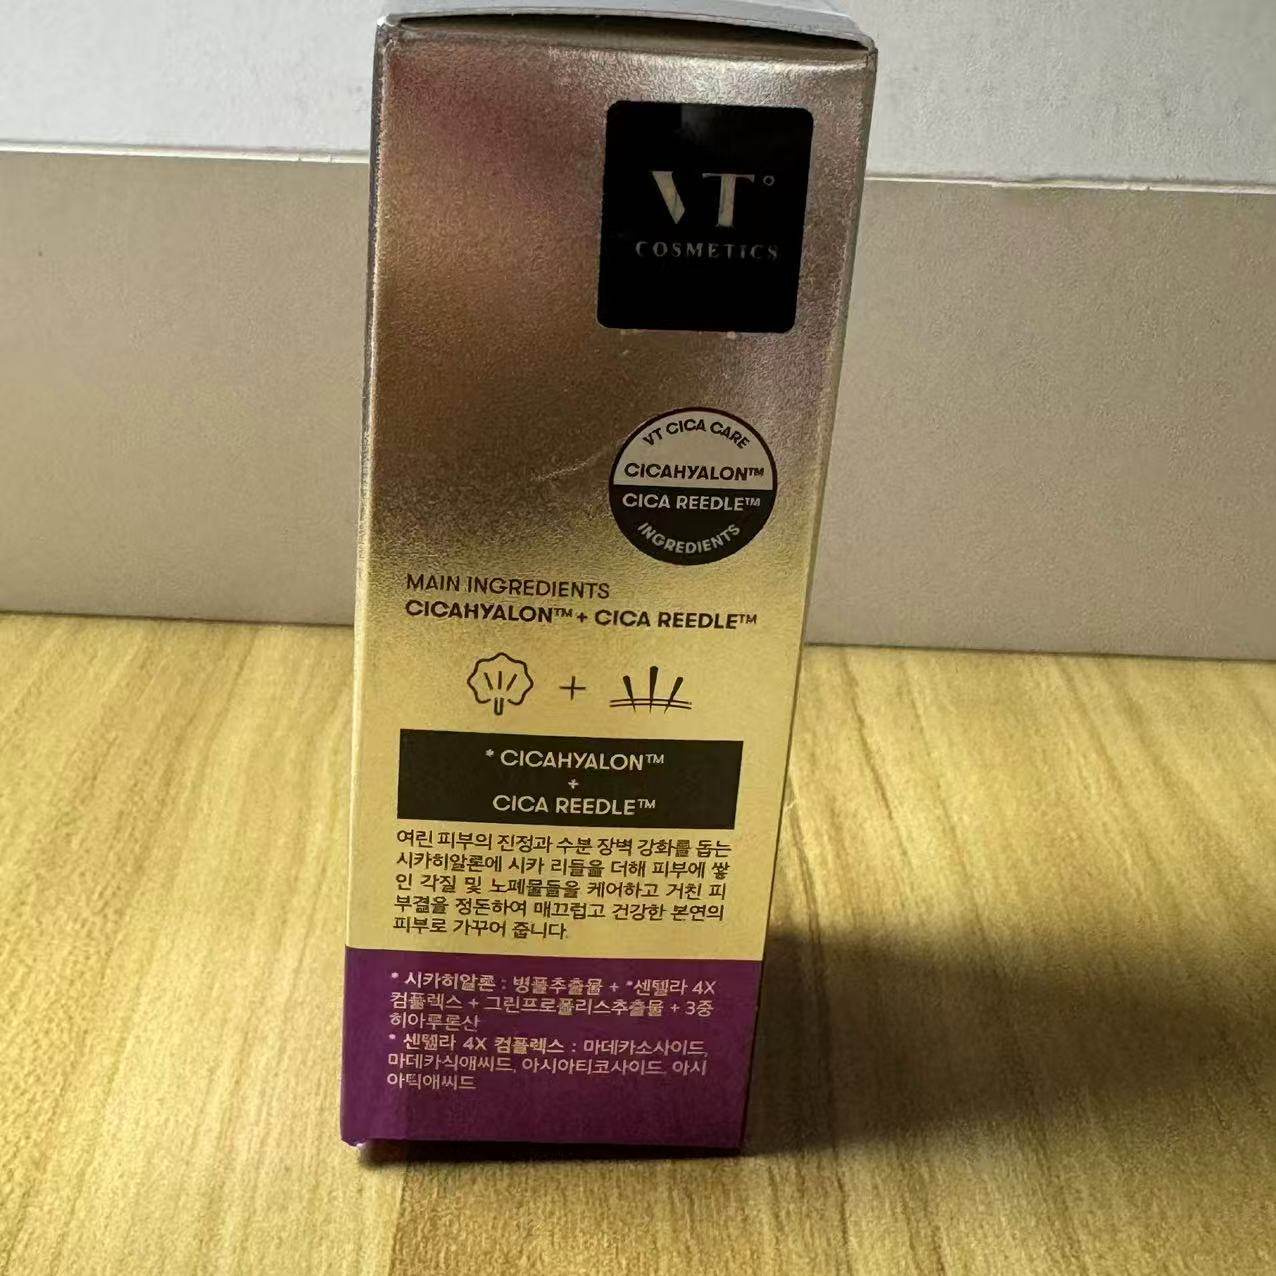 VT°
COSMETICS
VT CICA CARE
CICAHYALON™
CICA REEDLE™
INGREDIENTS
MAIN INGREDIENTS
CICAHYALON™ + CICA REEDLE™
+
* CICAHYALON™
+
CICA REEDLE™
여린 피부의 진정과 수분 장벽 강화를 돕는
시카히알론에 시카 리들을 더해 피부에 쌓
인 각질 및 노폐물들을 케어하고 거친 피
부결을 정돈하여 매끄럽고 건강한 본연의
피부로 가꾸어 줍니다.
* 시카히알론 : 병풀추출물 + *센텔라 4X
컴플렉스 + 그린프로폴리스추출물 + 3중
히아루론산
* 센텔라 4X 컴플렉스 : 마데카소사이드,
마데카식애씨드, 아시아티코사이드, 아시
아틱애씨드